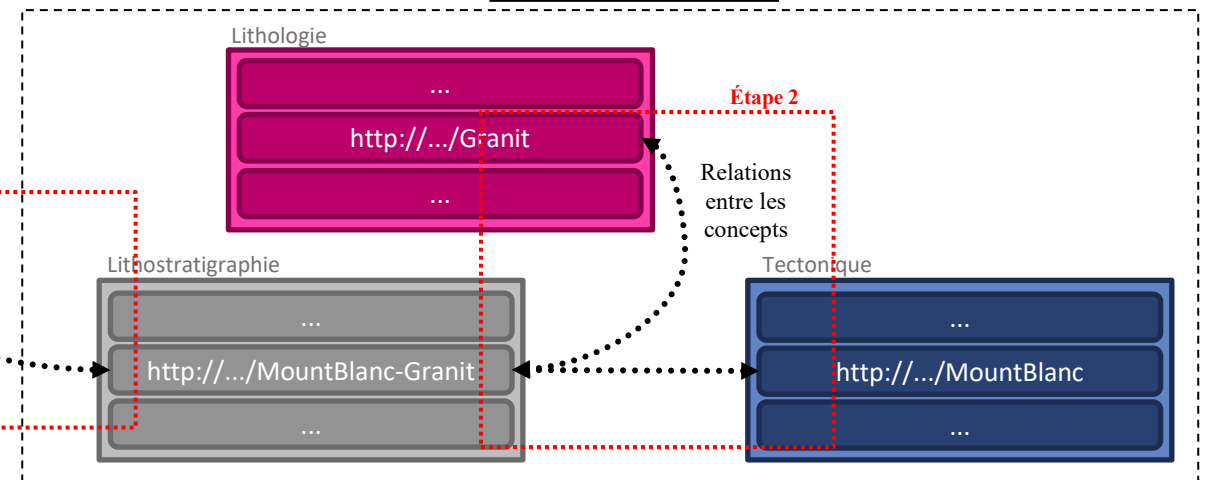 Lithologie
...
http://.../Granit
...
Étape 2
Relations
entre les
concepts
Lithostratigraphie
...
http://.../MountBlanc-Granit
...
Tectonique
...
http://.../MountBlanc
...